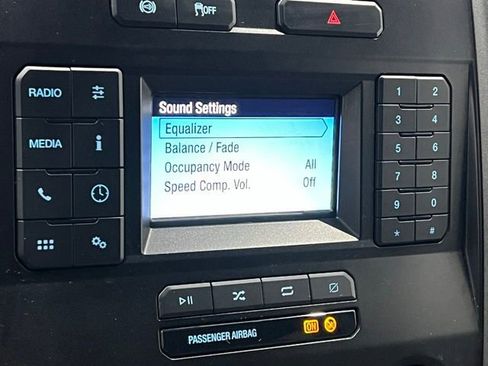 OFF
RADIO
MEDIA
i
Sound Settings
Equalizer
Balance / Fade
Occupancy Mode All
Speed Comp. Vol. Off
1 2
3 4
5 6
7 8
9 0
* #
PASSENGER AIRBAG
ON